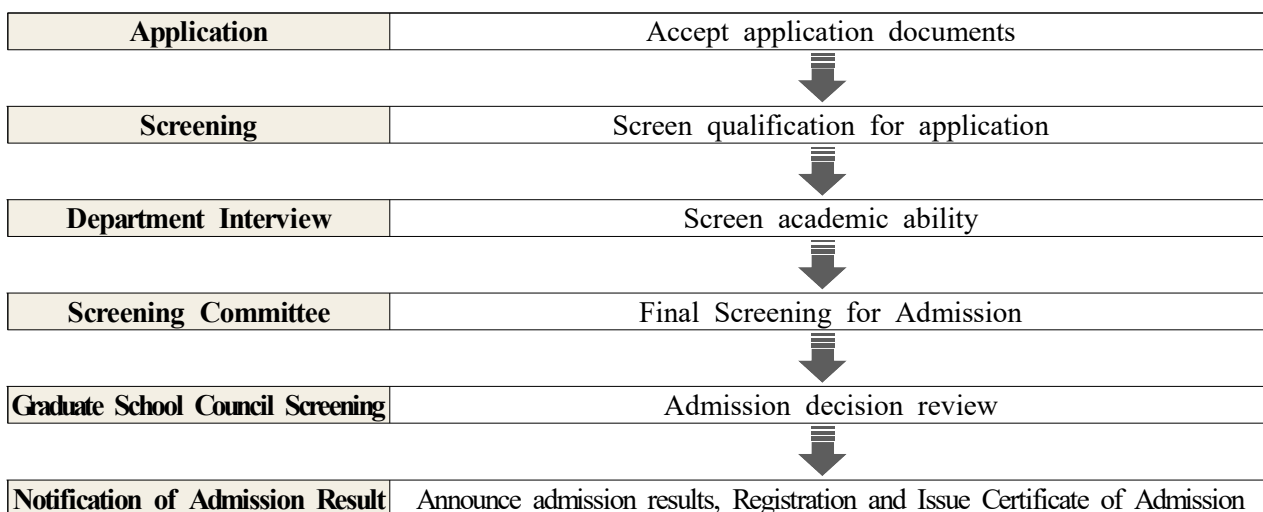 Application Accept application documents
Screening Screen qualification for application
Department Interview Screen academic ability
Screening Committee Final Screening for Admission
Graduate School Council Screening Admission decision review
Notification of Admission Result Announce admission results, Registration and Issue Certificate of Admission